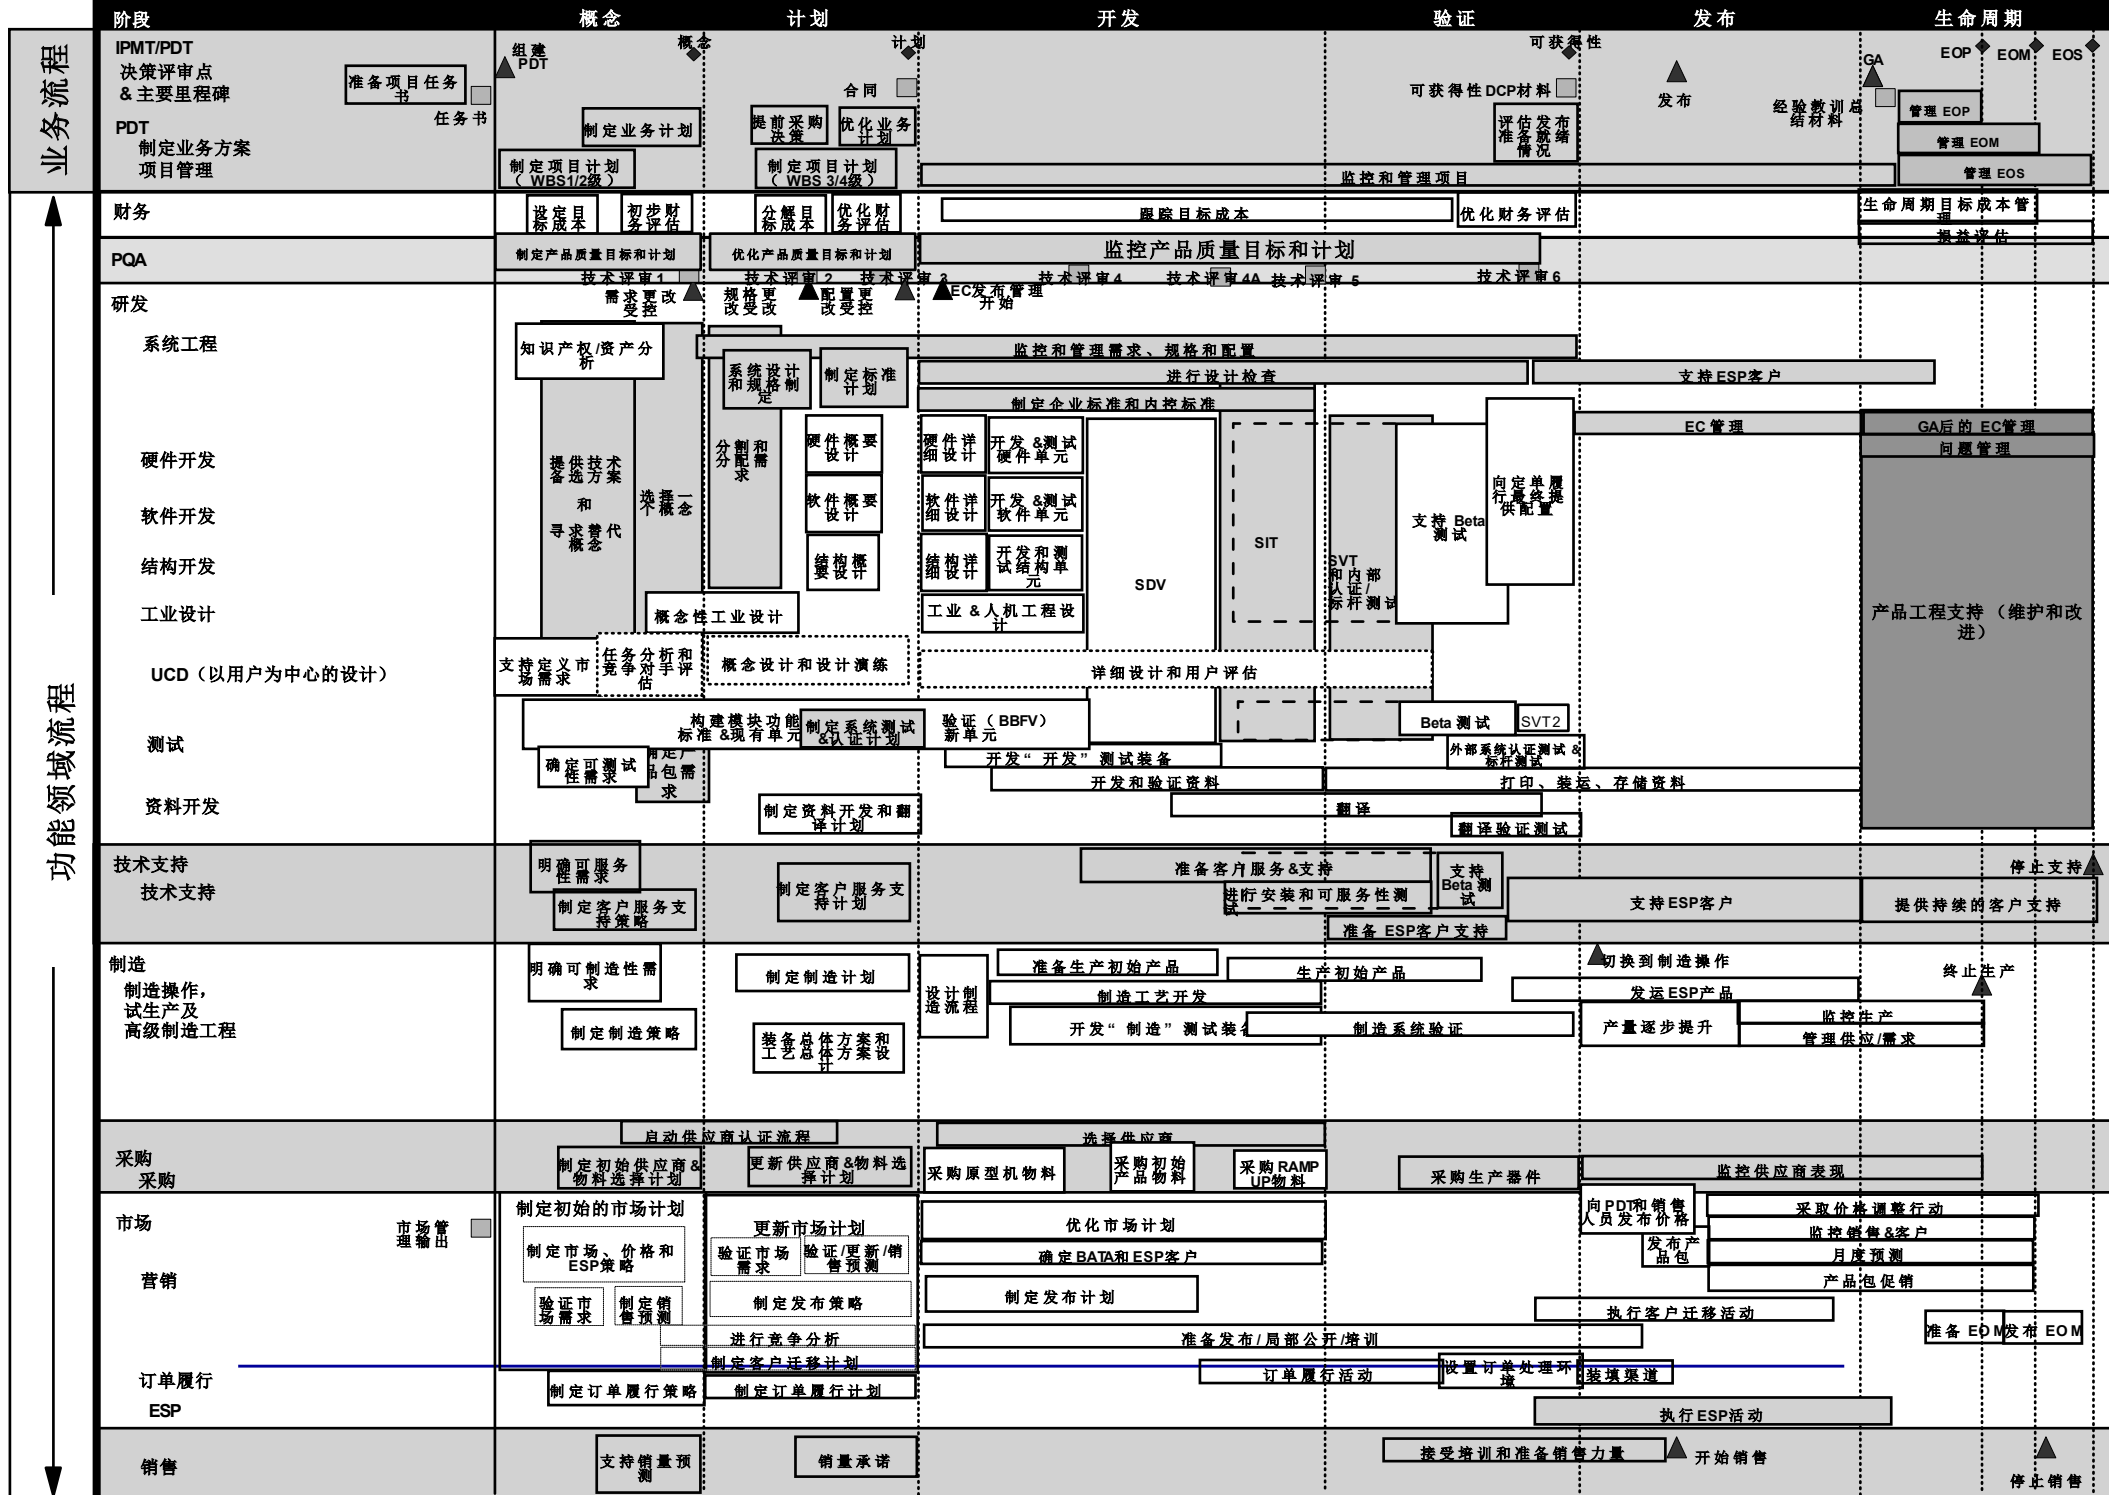 阶段 概念 计划 开发 验证 发布 生命周期
业务流程
IPMT/PDT
决策评审点
& 主要里程碑
PDT
制定业务方案
项目管理
准备项目任务
书
任务书
组建
PDT
概念
计划
合同
可获得性
可获得性 DCP材料
发布
GA
经验教训总
结材料
EOP
EOM
EOS
制定业务计划
提前采购
决策
优化业务
计划
评估发布
准备就绪
情况
管理 EOP
管理 EOM
管理 EOS
制定项目计划
( WBS1/2级 )
制定项目计划
( WBS 3/4级 )
监控和管理项目
功能领域流程
财务
设定目
标成本
初步财
务评估
分解目
标成本
优化财
务评估
跟踪目标成本
优化财务评估
生命周期目标成本管
理
损益评估
PQA
制定产品质量目标和计划
优化产品质量目标和计划
监控产品质量目标和计划
技术评审1
技术评审 2
技术评审 3
技术评审 4
技术评审4A
技术评审 5
技术评审 6
研发
需求更改
受控
规格更
改受改
配置更
改受控
EC发布管理
开始
系统工程
知识产权/资产分
析
监控和管理需求、规格和配置
系统设计
和规格制
定
制定标准
计划
进行设计检查
支持ESP客户
制定企业标准和内控标准
EC 管理
GA后的 EC管理
问题管理
硬件开发
软件开发
结构开发
提供技术
备选方案
和
寻求替代
概念
选择一
个概念
分割和
分配需
求
硬件概要
设计
软件概要
设计
结构概
要设计
硬件详
细设计
软件详
细设计
结构详
细设计
开发 &测试
硬件单元
开发 &测试
软件单元
开发和测
试结构单
元
SDV
SIT
SVT
和内部
认证/
标杆测试
支持 Beta
测试
向定单履
行最终提
供配置
产品工程支持（维护和改
进）
工业设计
概念性工业设计
工业 &人机工程设
计
UCD（以用户为中心的设计）
支持定义市
场需求
任务分析和
竞争对手评
估
概念设计和设计演练
详细设计和用户评估
测试
构建模块功能
标准 &现有单元
制定系统测试
&认证计划
验证（ BBFV）
新单元
Beta 测试
SVT2
确定可测试
性需求
确定产
品包需
求
开发“ 开发” 测试装备
外部系统认证测试 &
标杆测试
开发和验证资料
打印、装运、存储资料
资料开发
制定资料开发和翻
译计划
翻译
翻译验证测试
技术支持
技术支持
明确可服务
性需求
制定客户服务支
持策略
制定客户服务支
持计划
准备客户服务&支持
进行安装和可服务性测
试
支持
Beta 测
试
准备 ESP客户支持
支持ESP客户
提供持续的客户支持
停止支持
制造
制造操作，
试生产及
高级制造工程
明确可制造性需
求
制定制造策略
制定制造计划
装备总体方案和
工艺总体方案设
计
设计制
造流程
准备生产初始产品
制造工艺开发
开发“ 制造” 测试装备
生产初始产品
制造系统验证
切换到制造操作
发运ESP产品
产量逐步提升
监控生产
管理供应/需求
终止生产
采购
采购
启动供应商认证流程
制定初始供应商&
物料选择计划
更新供应商&物料选
择计划
选择供应商
采购原型机物料
采购初始
产品物料
采购 RAMP
UP物料
采购生产器件
监控供应商表现
市场
市场管
理输出
制定初始的市场计划
更新市场计划
优化市场计划
向PDT和销售
人员发布价格
采取价格调整行动
制定市场、价格和
ESP策略
验证市场
需求
验证/更新/销
售预测
确定 BATA和ESP客户
发布产
品包
监控销售&客户
月度预测
产品包促销
营销
验证市
场需求
制定销
售预测
制定发布策略
制定发布计划
执行客户迁移活动
准备 EOM
发布 EOM
进行竞争分析
制定客户迁移计划
准备发布/局部公开/培训
订单履行
制定订单履行策略
制定订单履行计划
订单履行活动
设置订单处理环
境
装填渠道
ESP
执行ESP活动
销售
支持销量预
测
销量承诺
接受培训和准备销售力量
开始销售
停止销售